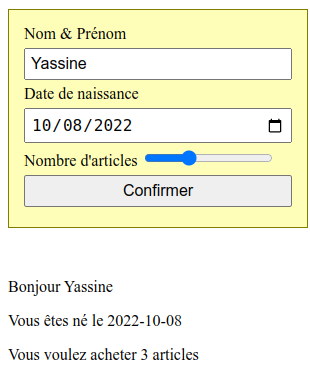 Nom & Prénom
Yassine
Date de naissance
10/08/2022
Nombre d'articles
Confirmer
Bonjour Yassine
Vous êtes né le 2022-10-08
Vous voulez acheter 3 articles